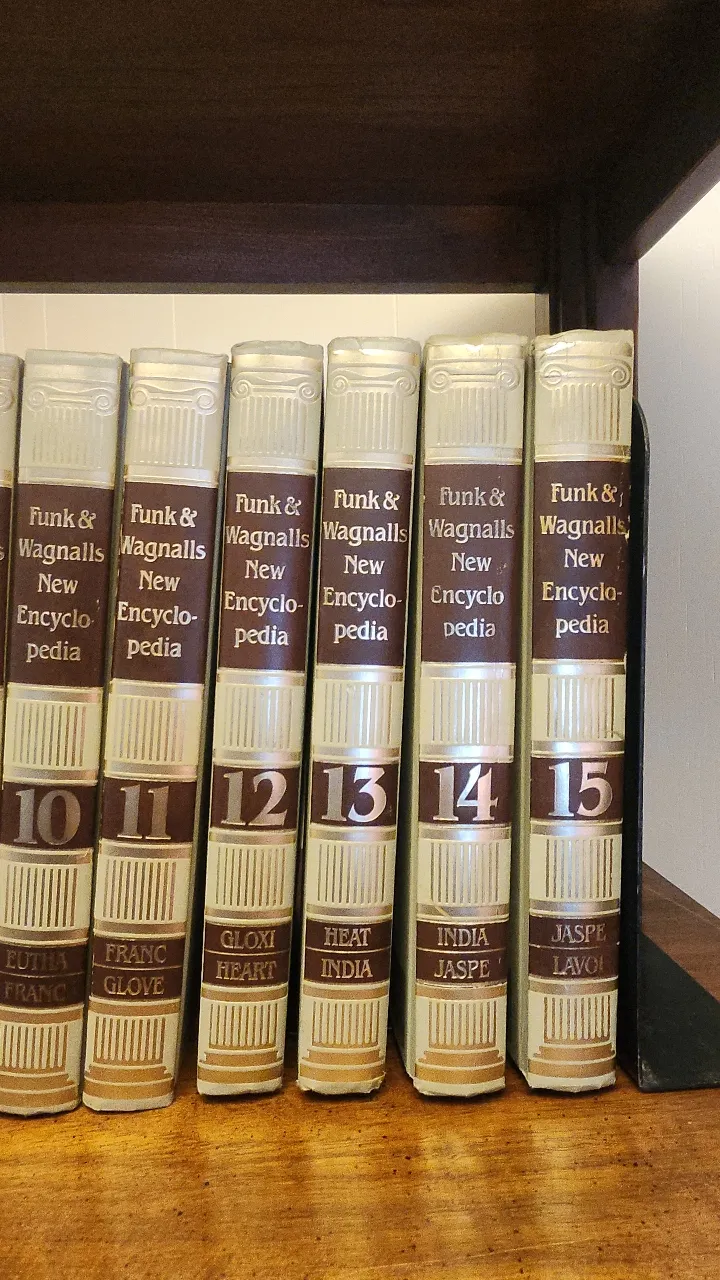 Funk &
Wagnalls
New
Encyclo-
pedia
10
EUTHA
FRANC
Funk &
Wagnalls
New
Encyclo-
pedia
11
FRANC
GLOVE
Funk &
Wagnalls
New
Encyclo-
pedia
12
GLOXI
HEART
Funk &
Wagnalls
New
Encyclo-
pedia
13
HEAT
INDIA
Funk &
Wagnalls
New
Encyclo
pedia
14
INDIA
JASPE
Funk &
Wagnalls
New
Encyclo-
pedia
15
JASPE
LAVOI